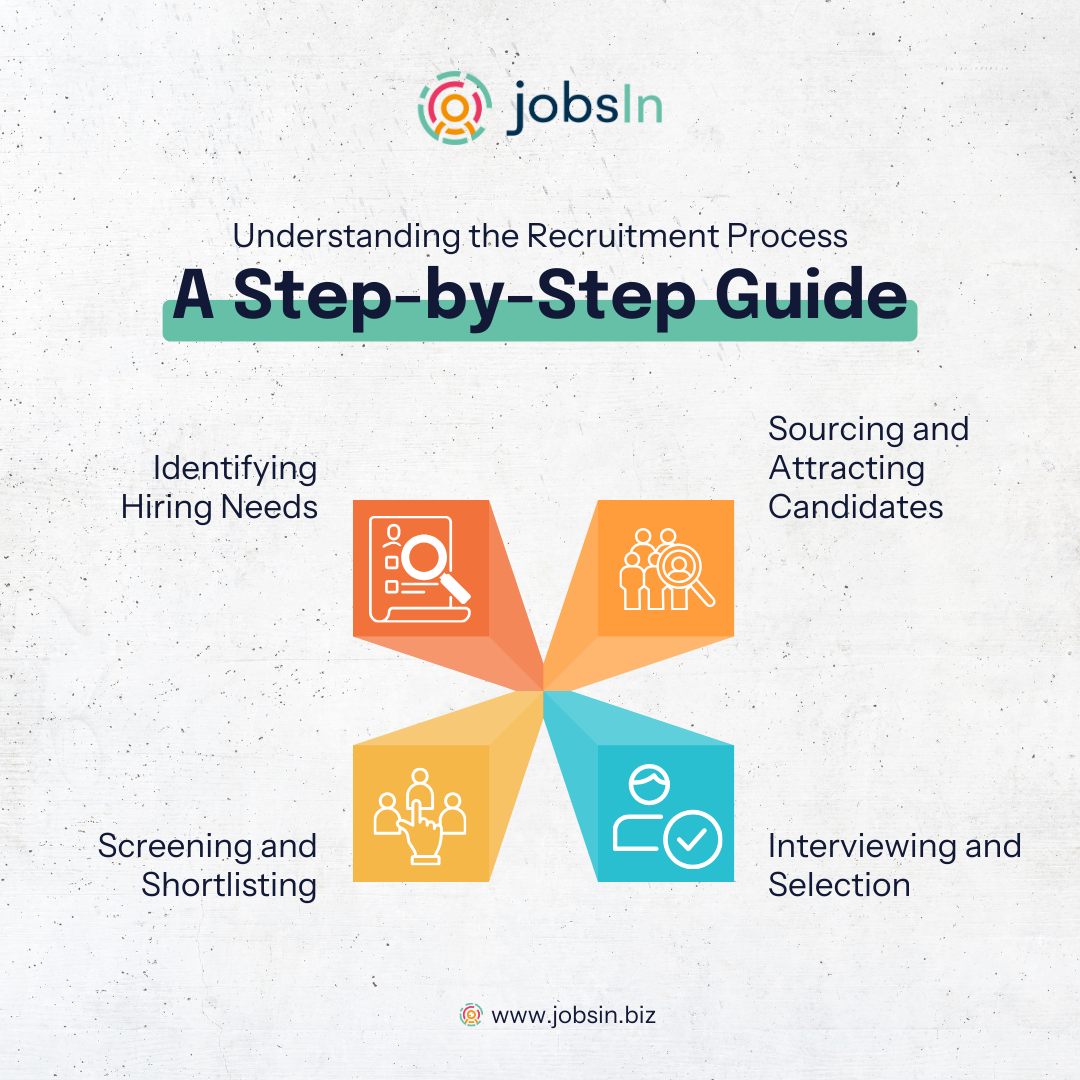 jobsIn
Understanding the Recruitment Process
A Step-by-Step Guide
Identifying
Hiring Needs
Sourcing and
Attracting
Candidates
Screening and
Shortlisting
Interviewing and
Selection
www.jobsin.biz